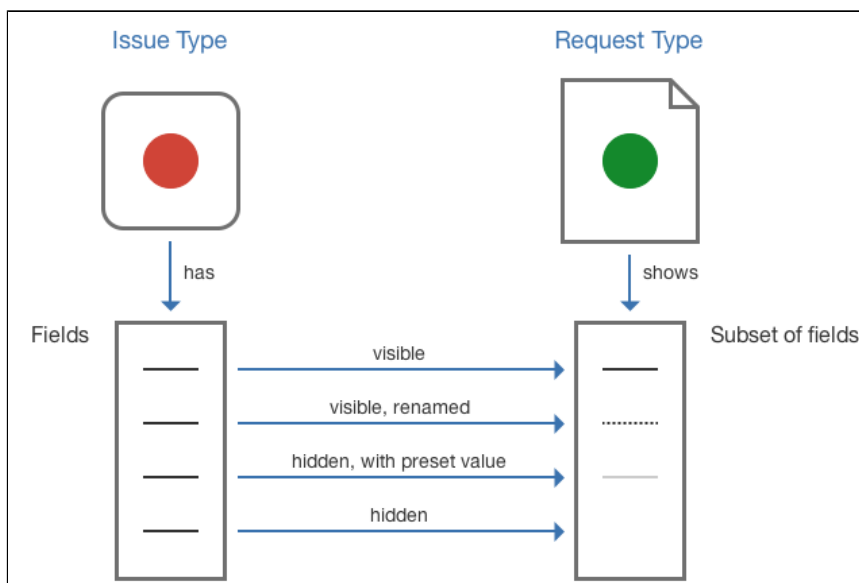 Issue Type
Request Type
has
shows
Fields
Subset of fields
visible
visible, renamed
hidden, with preset value
hidden